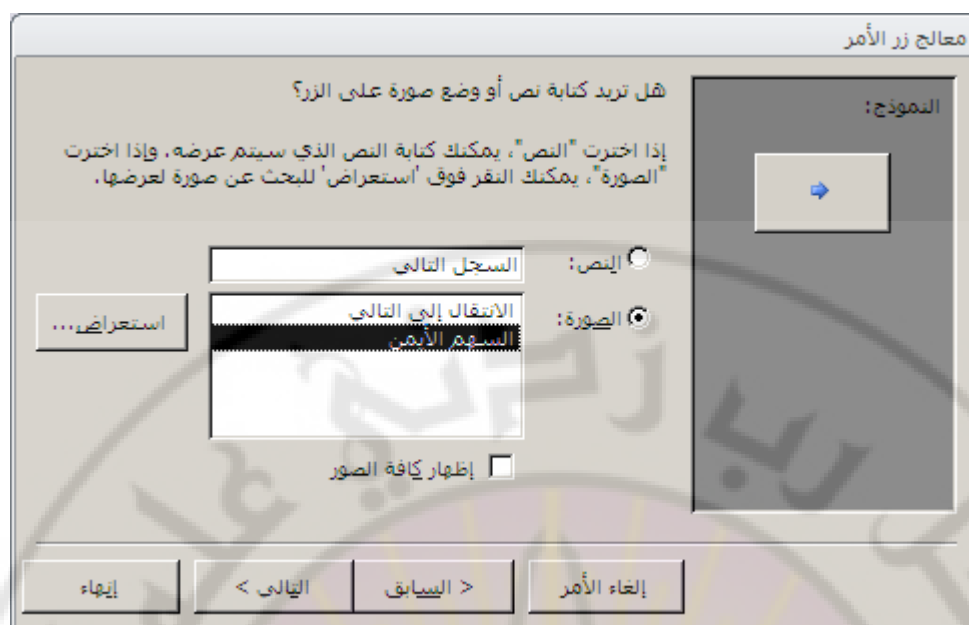 معالج زر الأمر
النموذج:
هل تريد كتابة نص أو وضع صورة على الزر؟
إذا اخترت "النص"، يمكنك كتابة النص الذي سيتم عرضه. وإذا اخترت
"الصورة"، يمكنك النقر فوق 'استعراض' للبحث عن صورة لعرضها.
النص: السجل التالي
الصورة: الانتقال إلى التالي
السهم الأيمن
استعراض...
إظهار كافة الصور
إلغاء الأمر < السابق التالي > إنهاء
رب زدني